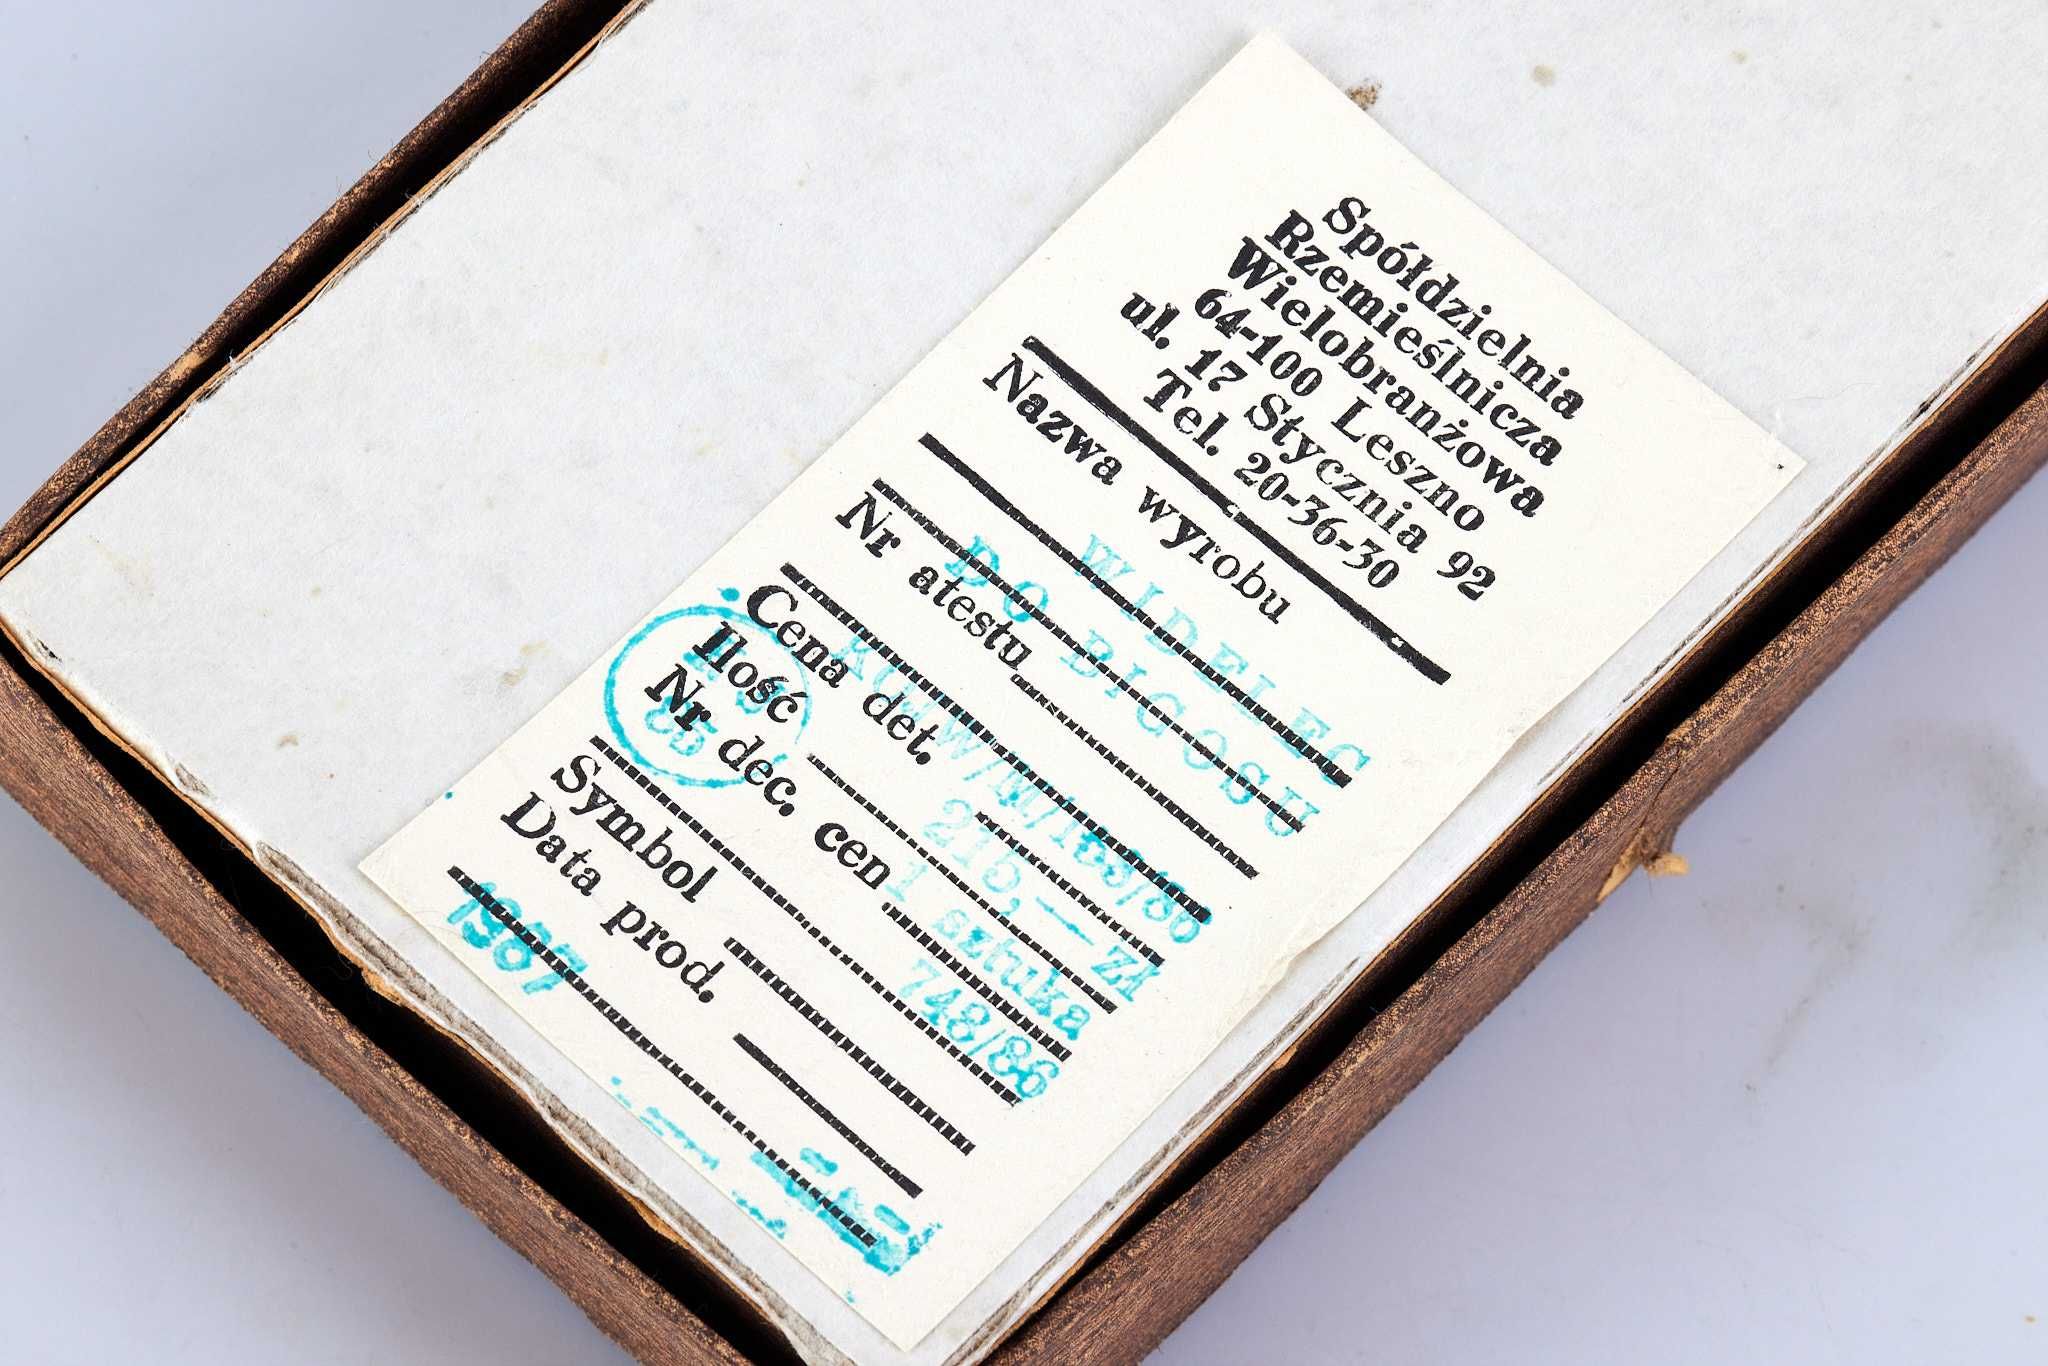 Spółdzielnia
Rzemieślnicza
Wielobranżowa
64-100 Leszno
ul. 17 Stycznia 92
Tel. 20-36-30
Nazwa wyrobu
WIDELEC
DO BIGOSU
Nr atestu
Cena det. 215,— Zł
Ilość 1 sztuka
Nr dec. cen 748/86
85
Symbol
Data prod.
1987